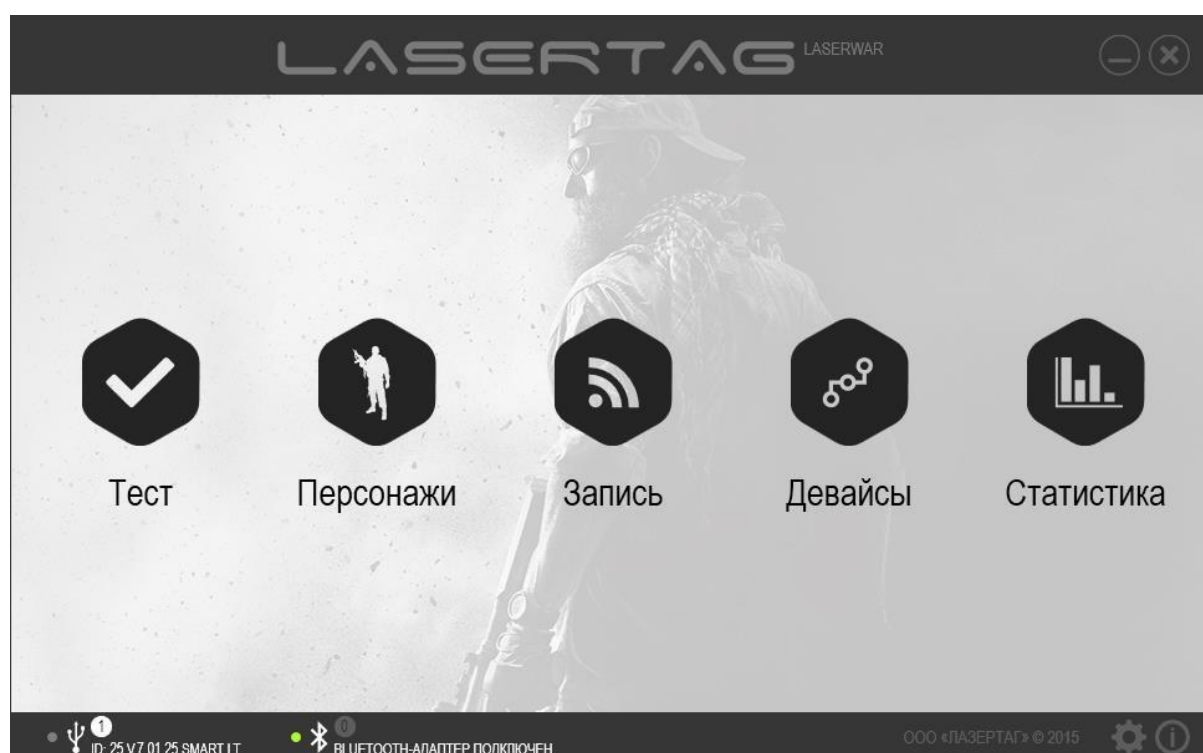 LASERTAG LASERWAR
Тест
Персонажи
Запись
Девайсы
Статистика
1
ID: 25 V.7.01.25 SMART LT
0
BLUETOOTH-АДАПТЕР ПОДКЛЮЧЕН
ООО «ЛАЗЕРТАГ» © 2015